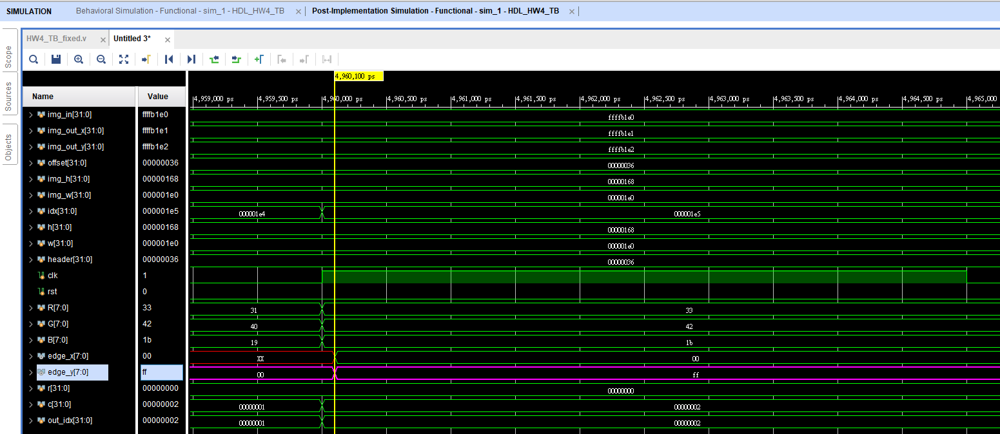 SIMULATION Behavioral Simulation - Functional - sim_1 - HDL_HW4_TB Post-Implementation Simulation - Functional - sim_1 - HDL_HW4_TB
HW4_TB_fixed.v Untitled 3*
Scope
Sources
Objects
4,960,100 ps
Name Value 4,959,000 ps 4,959,500 ps 4,960,000 ps 4,960,500 ps 4,961,000 ps 4,961,500 ps 4,962,000 ps 4,962,500 ps 4,963,000 ps 4,963,500 ps 4,964,000 ps 4,964,500 ps 4,965,000
img_in[31:0] ffffb1e0 ffffb1e0
img_out_x[31:0] ffffb1e1 ffffb1e1
img_out_y[31:0] ffffb1e2 ffffb1e2
offset[31:0] 00000036 00000036
img_h[31:0] 00000168 00000168
img_w[31:0] 000001e0 000001e0
idx[31:0] 000001e5 000001e4 000001e5
h[31:0] 00000168 00000168
w[31:0] 000001e0 000001e0
header[31:0] 00000036 00000036
clk 1
rst 0
R[7:0] 33 31 33
G[7:0] 42 40 42
B[7:0] 1b 19 1b
edge_x[7:0] 00 XX 00
edge_y[7:0] ff 00 ff
r[31:0] 00000000 00000000
c[31:0] 00000002 00000001 00000002
out_idx[31:0] 00000002 00000001 00000002